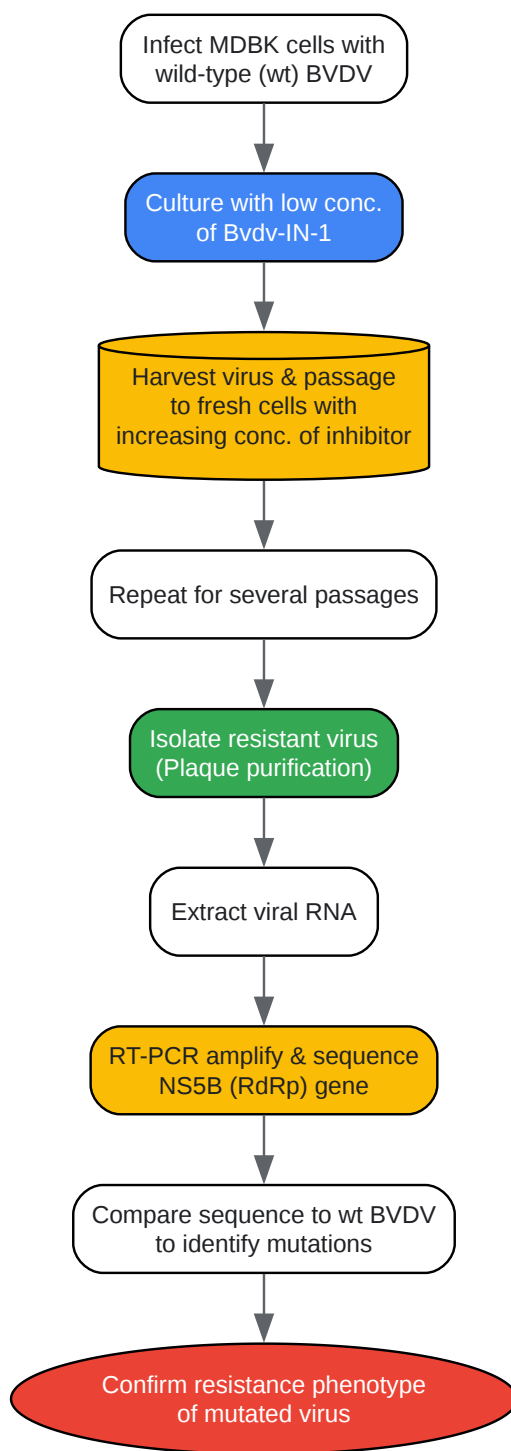 Infect MDBK cells with
wild-type (wt) BVDV
Culture with low conc.
of Bvdv-IN-1
Harvest virus & passage
to fresh cells with
increasing conc. of inhibitor
Repeat for several passages
Isolate resistant virus
(Plaque purification)
Extract viral RNA
RT-PCR amplify & sequence
NS5B (RdRp) gene
Compare sequence to wt BVDV
to identify mutations
Confirm resistance phenotype
of mutated virus